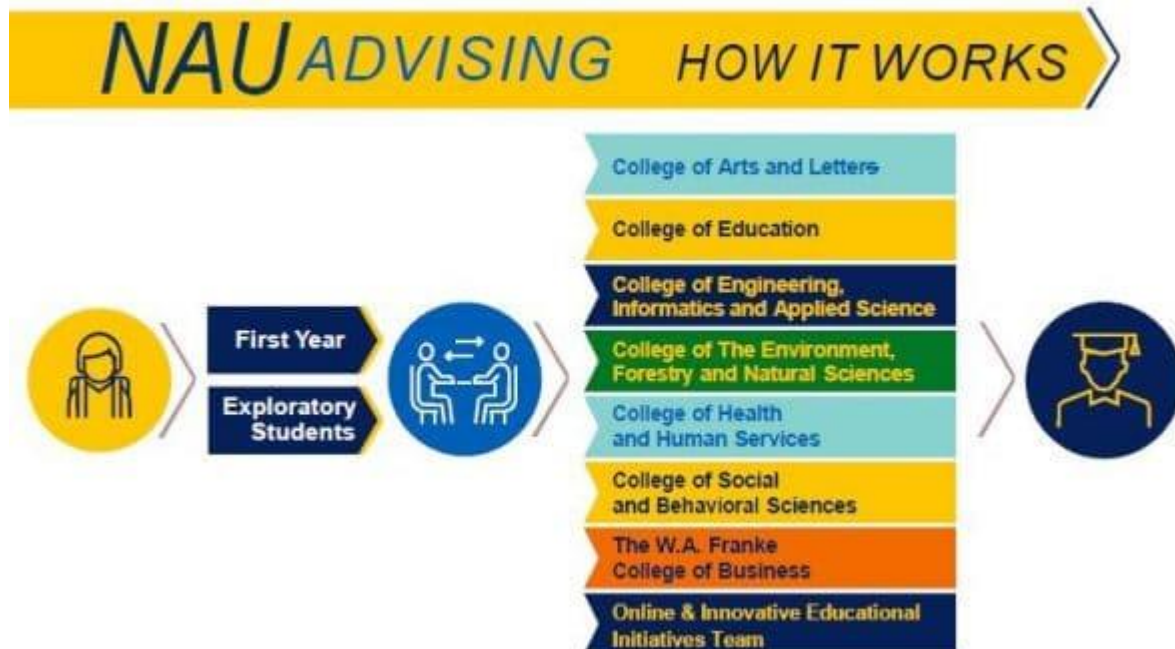 NAU ADVISING HOW IT WORKS
First Year
Exploratory
Students
College of Arts and Letters
College of Education
College of Engineering,
Informatics and Applied Science
College of The Environment,
Forestry and Natural Sciences
College of Health
and Human Services
College of Social
and Behavioral Sciences
The W.A. Franke
College of Business
Online & Innovative Educational
Initiatives Team